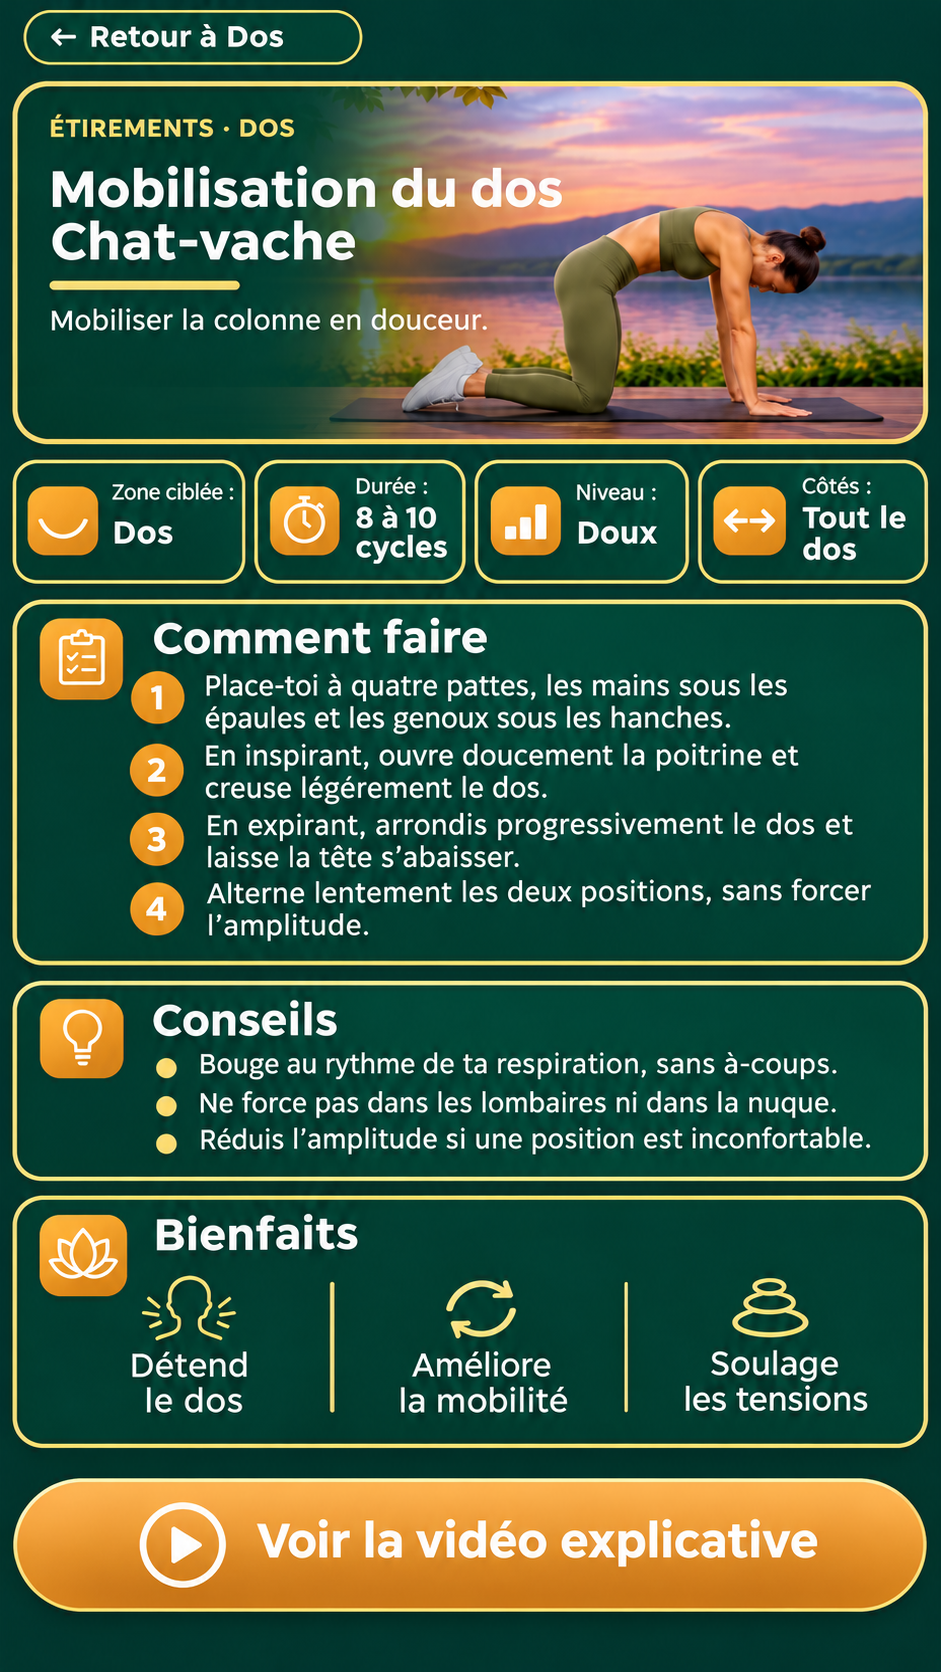 ← Retour à Dos
ÉTIREMENTS · DOS
Mobilisation du dos
Chat-vache
Mobiliser la colonne en douceur.
Zone ciblée :
Dos
Durée :
8 à 10
cycles
Niveau :
Doux
Côtés :
Tout le
dos
Comment faire
1
Place-toi à quatre pattes, les mains sous les
épaules et les genoux sous les hanches.
2
En inspirant, ouvre doucement la poitrine et
creuse légérement le dos.
3
En expirant, arrondis progressivement le dos et
laisse la tête s’abaisser.
4
Alterne lentement les deux positions, sans forcer
l’amplitude.
Conseils
Bouge au rythme de ta respiration, sans à-coups.
Ne force pas dans les lombaires ni dans la nuque.
Réduis l’amplitude si une position est inconfortable.
Bienfaits
Détend
le dos
Améliore
la mobilité
Soulage
les tensions
Voir la vidéo explicative